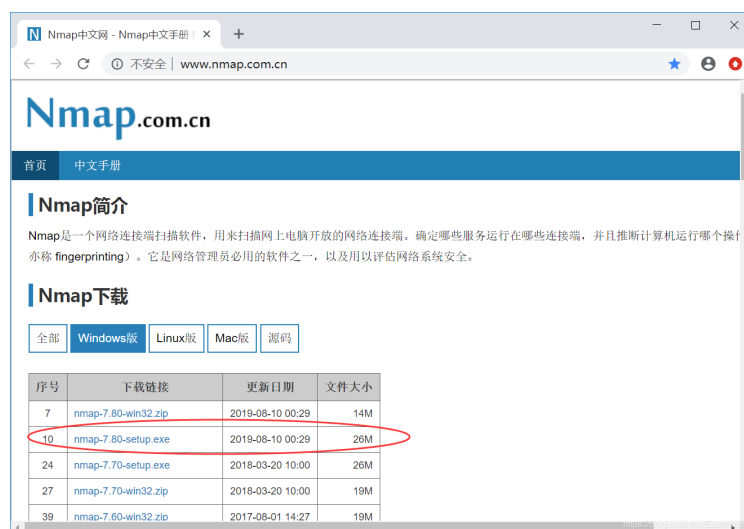 Nmap中文网 - Nmap中文手册
不安全 | www.nmap.com.cn
Nmap.com.cn
首页 中文手册
Nmap简介
Nmap是一个网络连接端扫描软件，用来扫描网上电脑开放的网络连接端。确定哪些服务运行在哪些连接端，并且推断计算机运行哪个操
亦称 fingerprinting）。它是网络管理员必用的软件之一，以及用以评估网络系统安全。
Nmap下载
全部 Windows版 Linux版 Mac版 源码
序号 下载链接 更新日期 文件大小
7 nmap-7.80-win32.zip 2019-08-10 00:29 14M
10 nmap-7.80-setup.exe 2019-08-10 00:29 26M
24 nmap-7.70-setup.exe 2018-03-20 10:00 26M
27 nmap-7.70-win32.zip 2018-03-20 10:00 19M
39 nmap-7.60-win32.zip 2017-08-01 14:27 19M